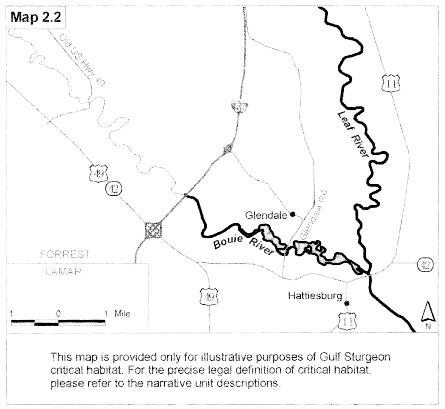 Map 2.2
Old US Hwy 49
11
Leaf River
49
42
Glendale
Glendale Rd
Bouie River
FORREST
LAMAR
42
49
Hattiesburg
11
1 0 1 Mile
N
This map is provided only for illustrative purposes of Gulf Sturgeon
critical habitat. For the precise legal definition of critical habitat,
please refer to the narrative unit descriptions.